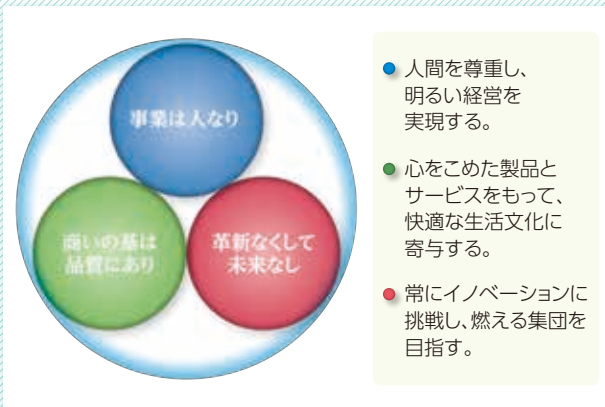 事業は人なり
商いの基は
品質にあり
革新なくして
未来なし
人間を尊重し、
明るい経営を
実現する。
心をこめた製品と
サービスをもって、
快適な生活文化に
寄与する。
常にイノベーションに
挑戦し、燃える集団を
目指す。